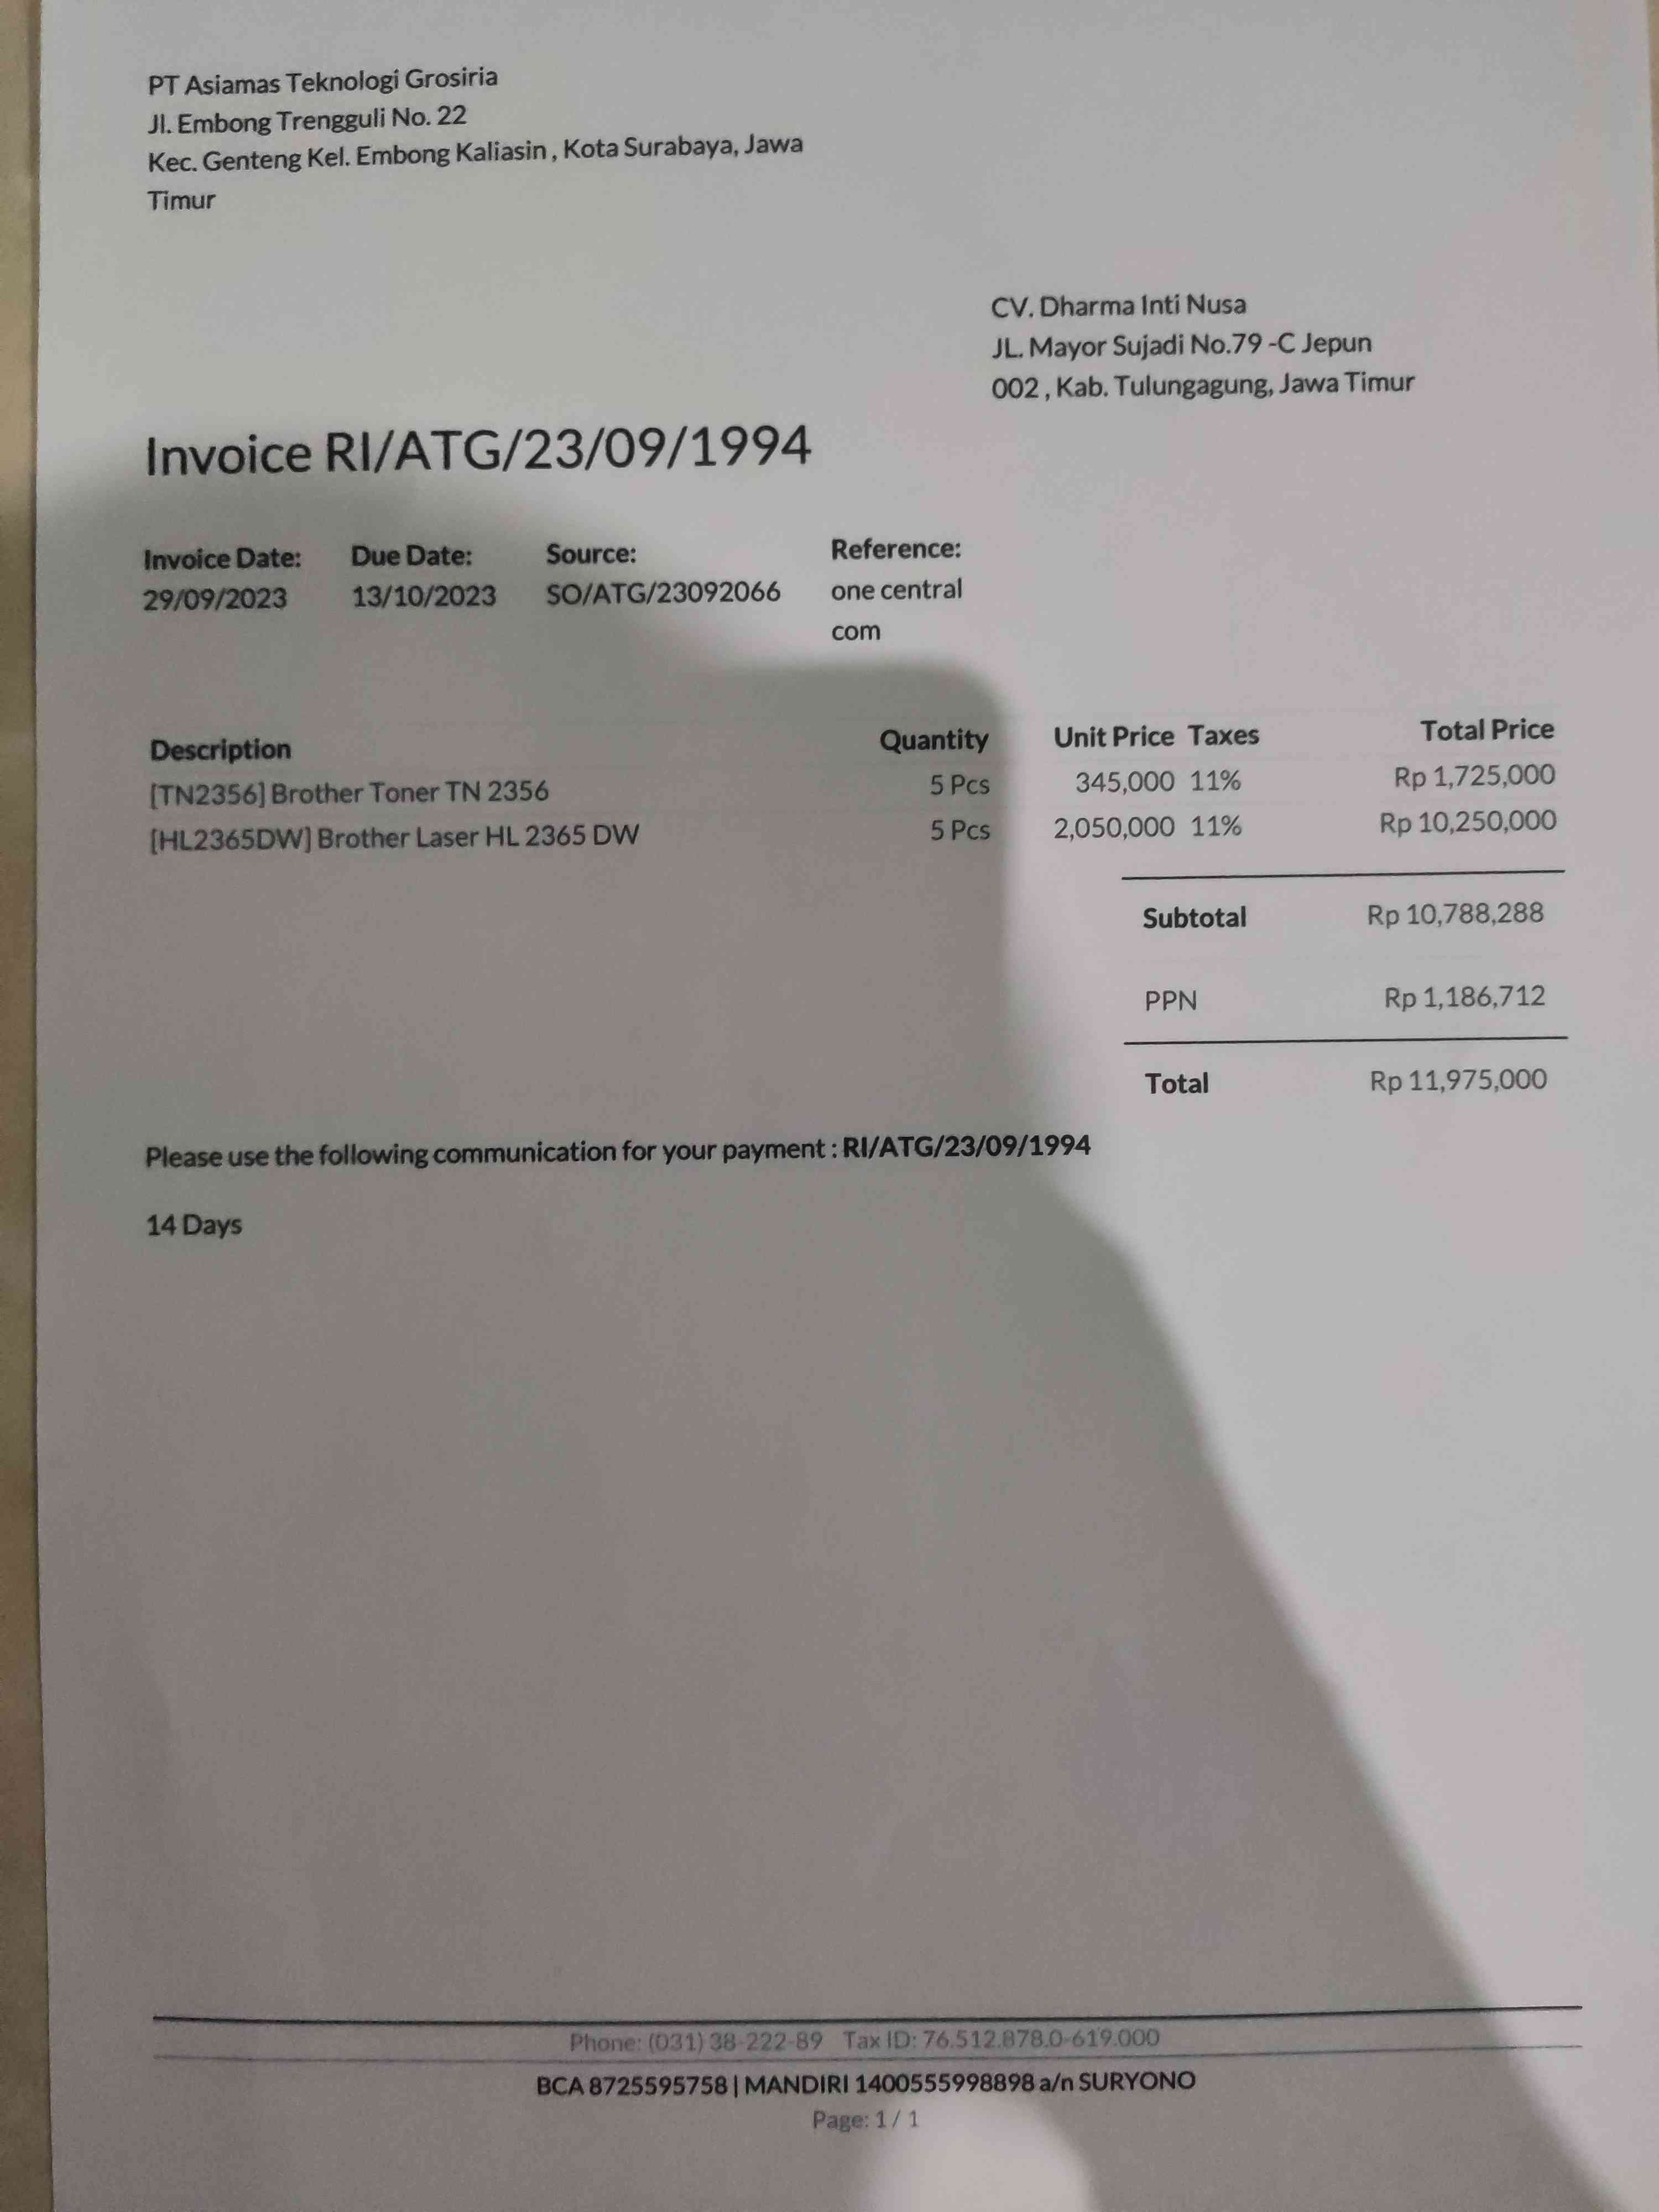 PT Asiamas Teknologi Grosiria
Jl. Embong Trengguli No. 22
Kec. Genteng Kel. Embong Kaliasin , Kota Surabaya, Jawa
Timur
CV. Dharma Inti Nusa
JL. Mayor Sujadi No.79 -C Jepun
002 , Kab. Tulungagung, Jawa Timur
Invoice RI/ATG/23/09/1994
Invoice Date: Due Date: Source: Reference:
29/09/2023 13/10/2023 SO/ATG/23092066 one central
com
Description Quantity Unit Price Taxes Total Price
[TN2356] Brother Toner TN 2356 5 Pcs 345,000 11% Rp 1,725,000
[HL2365DW] Brother Laser HL 2365 DW 5 Pcs 2,050,000 11% Rp 10,250,000
Subtotal Rp 10,788,288
PPN Rp 1,186,712
Total Rp 11,975,000
Please use the following communication for your payment : RI/ATG/23/09/1994
14 Days
Phone: (031) 38-222-89 Tax ID: 76.512.878.0-619.000
BCA 8725595758 | MANDIRI 1400555998898 a/n SURYONO
Page: 1 / 1